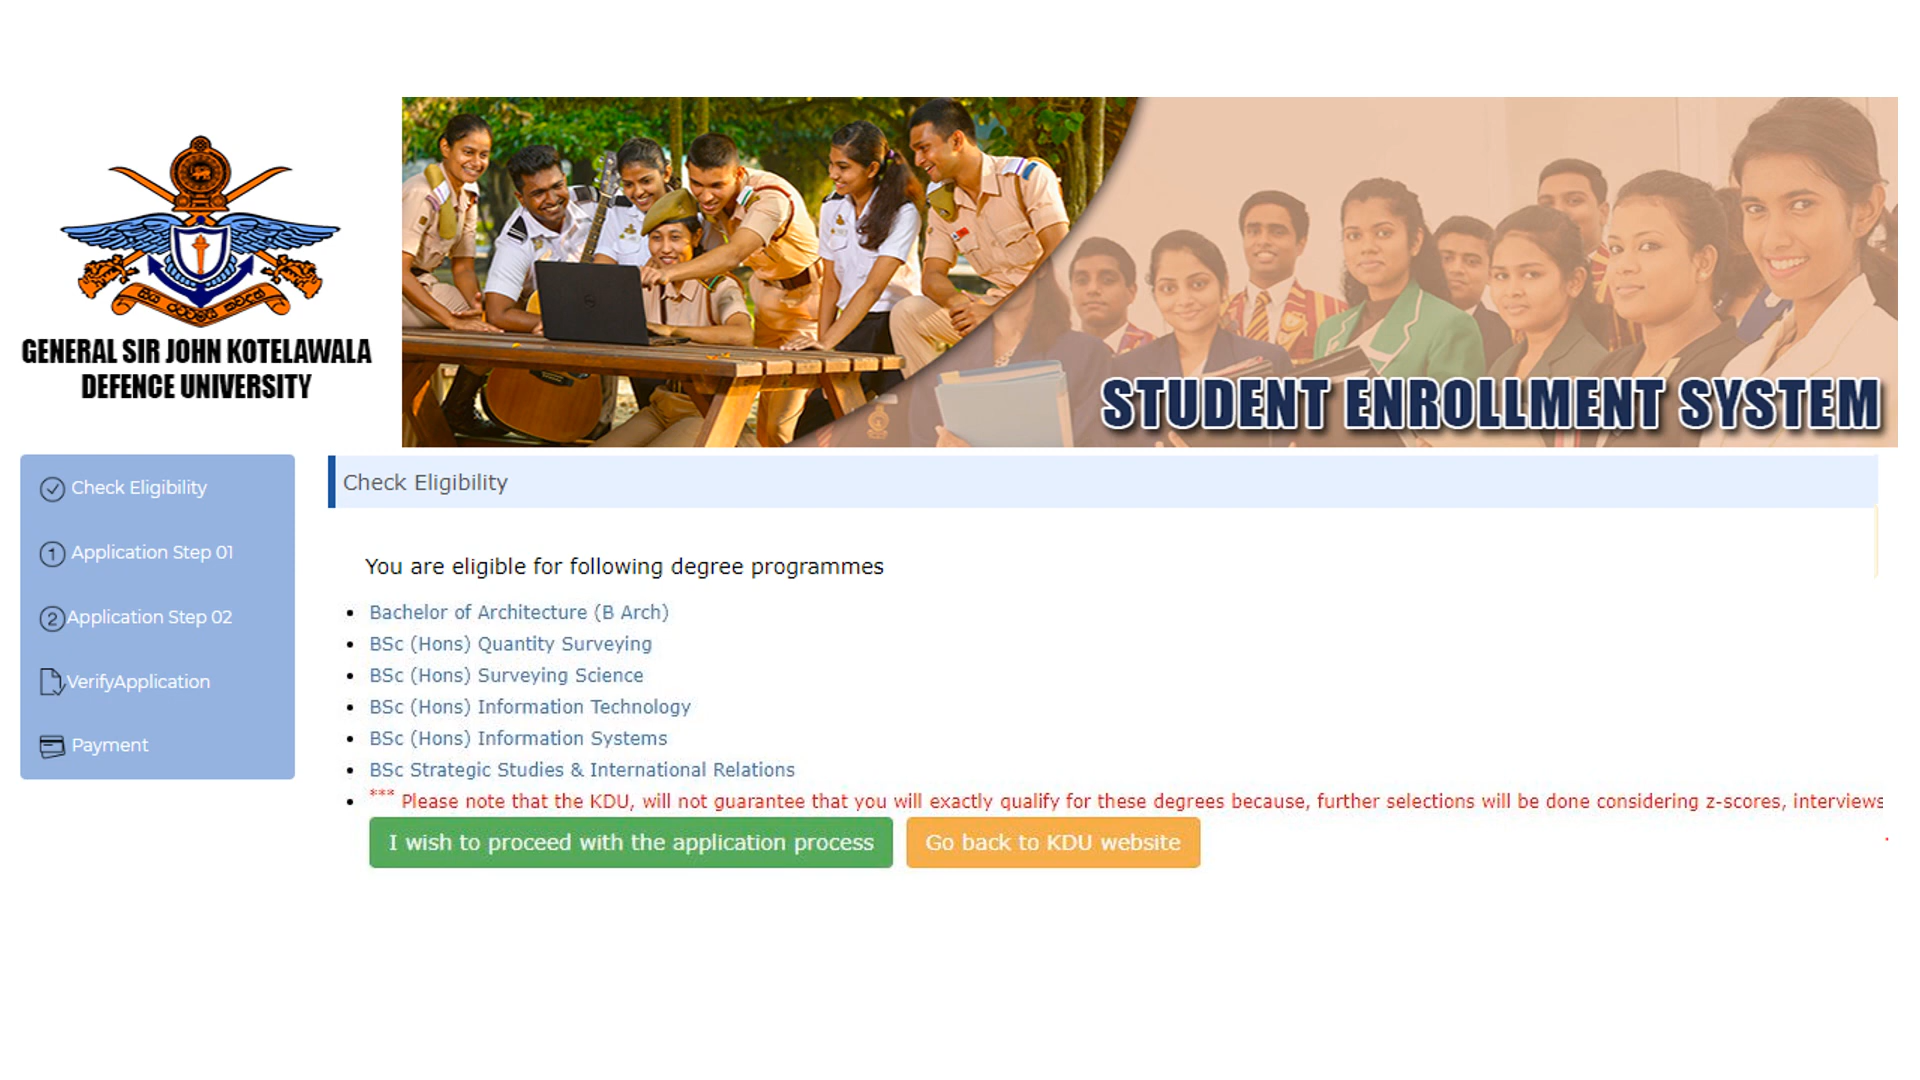 GENERAL SIR JOHN KOTELAWALA
DEFENCE UNIVERSITY
STUDENT ENROLLMENT SYSTEM
Check Eligibility
Application Step 01
Application Step 02
VerifyApplication
Payment
Check Eligibility
You are eligible for following degree programmes
Bachelor of Architecture (B Arch)
BSc (Hons) Quantity Surveying
BSc (Hons) Surveying Science
BSc (Hons) Information Technology
BSc (Hons) Information Systems
BSc Strategic Studies & International Relations
*** Please note that the KDU, will not guarantee that you will exactly qualify for these degrees because, further selections will be done considering z-scores, interviews
I wish to proceed with the application process
Go back to KDU website